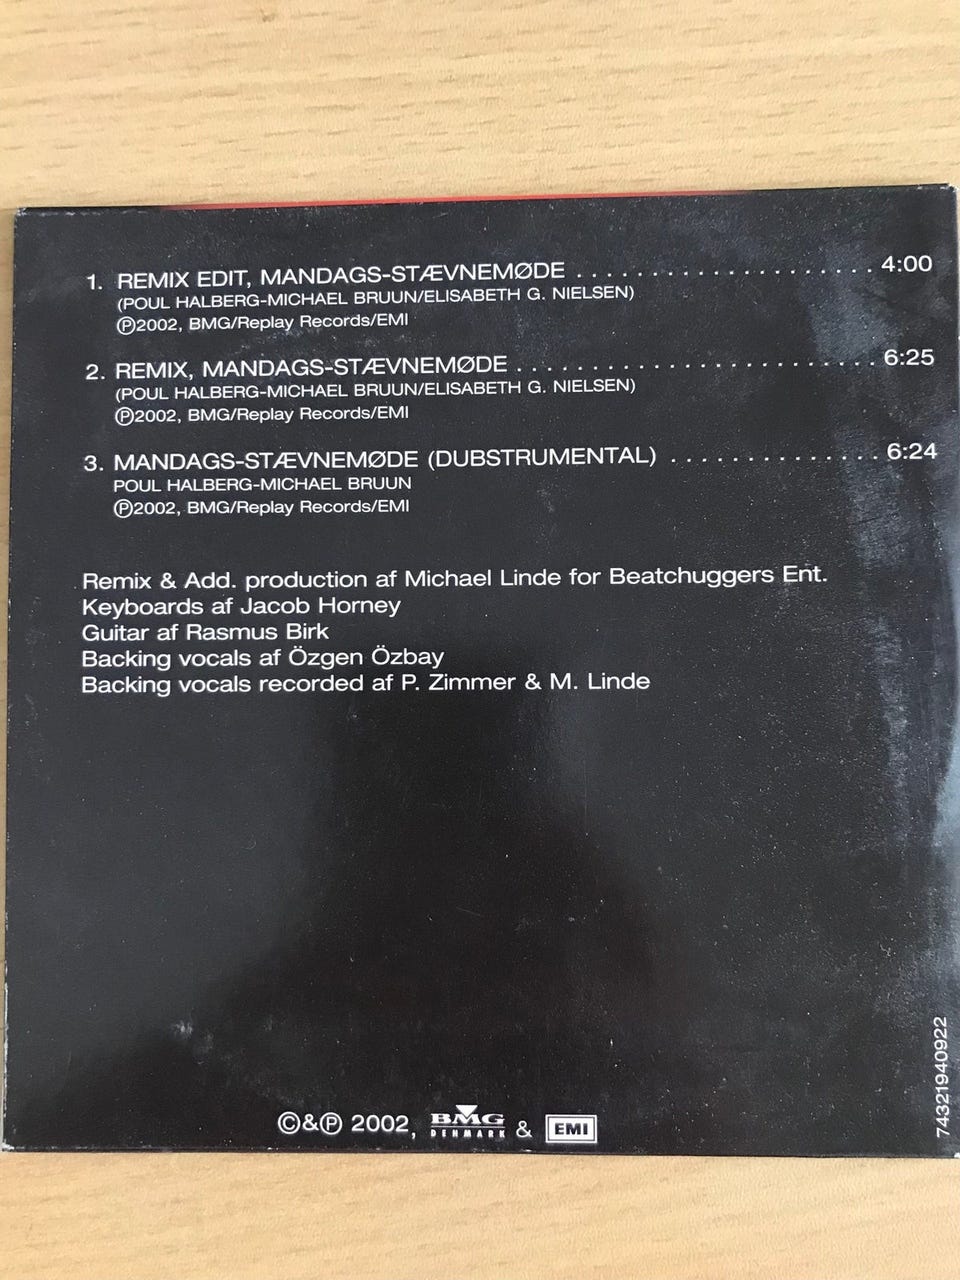 1. REMIX EDIT, MANDAGS-STÆVNEMØDE ........................ 4:00
(POUL HALBERG-MICHAEL BRUUN/ELISABETH G. NIELSEN)
Ⓟ2002, BMG/Replay Records/EMI
2. REMIX, MANDAGS-STÆVNEMØDE ............................. 6:25
(POUL HALBERG-MICHAEL BRUUN/ELISABETH G. NIELSEN)
Ⓟ2002, BMG/Replay Records/EMI
3. MANDAGS-STÆVNEMØDE (DUBSTRUMENTAL) ................. 6:24
POUL HALBERG-MICHAEL BRUUN
Ⓟ2002, BMG/Replay Records/EMI
Remix & Add. production af Michael Linde for Beatchuggers Ent.
Keyboards af Jacob Horney
Guitar af Rasmus Birk
Backing vocals af Özgen Özbay
Backing vocals recorded af P. Zimmer & M. Linde
©&Ⓟ 2002, BMG DENMARK & EMI
74321940922